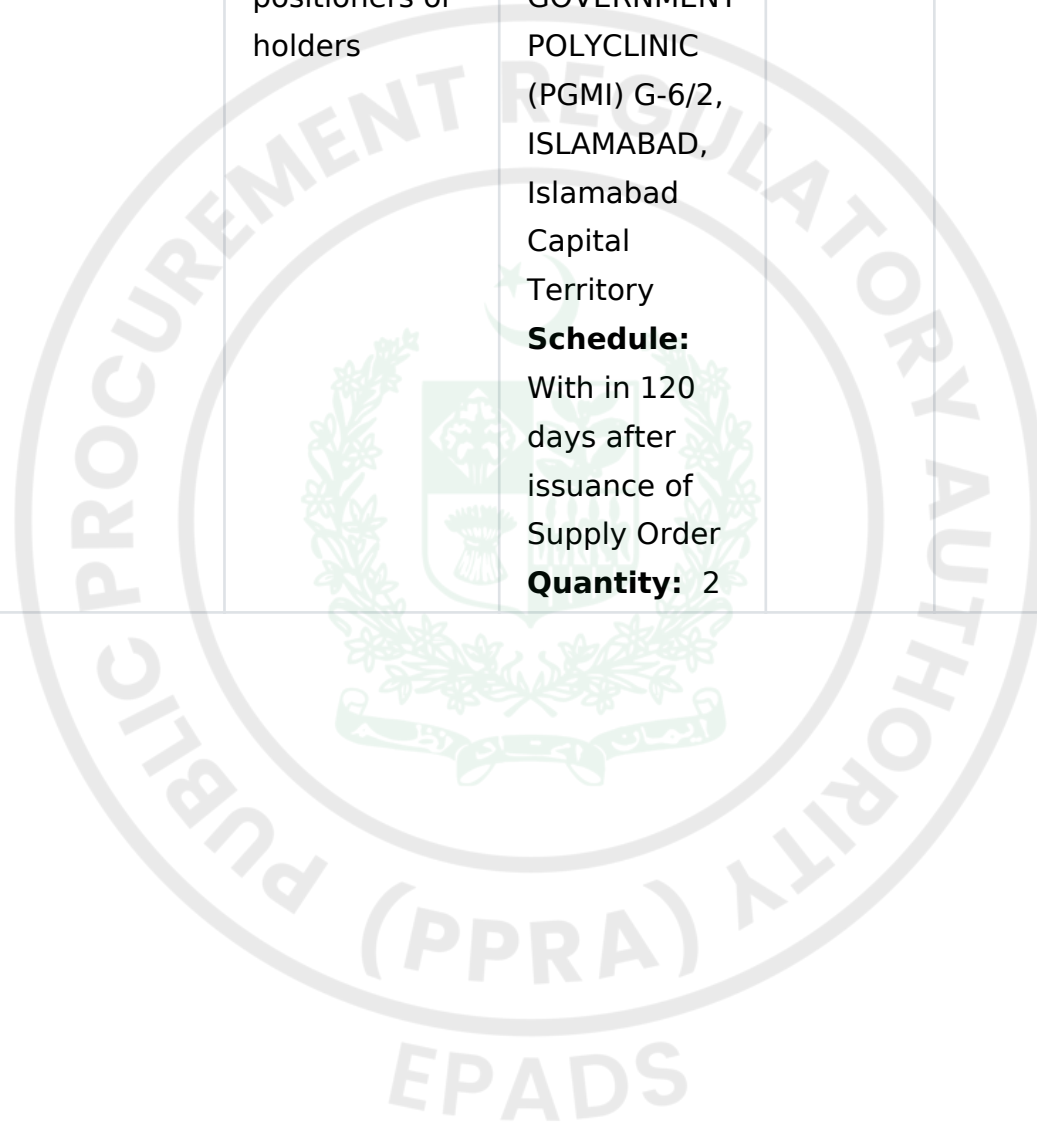 positioners or
holders
GOVERNMENT
POLYCLINIC
(PGMI) G-6/2,
ISLAMABAD,
Islamabad
Capital
Territory
Schedule:
With in 120
days after
issuance of
Supply Order
Quantity: 2
PUBLIC PROCUREMENT REGULATORY AUTHORITY
(PPRA)
EPADS